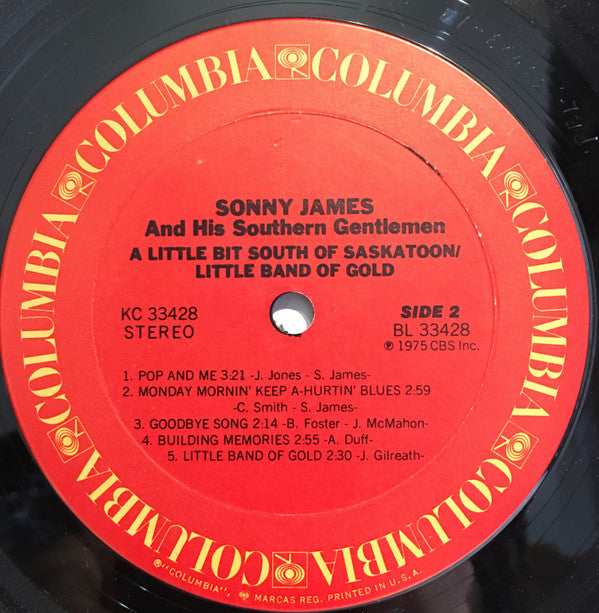 COLUMBIA COLUMBIA COLUMBIA COLUMBIA COLUMBIA COLUMBIA
SONNY JAMES
And His Southern Gentlemen
A LITTLE BIT SOUTH OF SASKATOON/
LITTLE BAND OF GOLD
KC 33428
STEREO
SIDE 2
BL 33428
℗ 1975 CBS Inc.
1. POP AND ME 3:21 -J. Jones - S. James-
2. MONDAY MORNIN' KEEP A-HURTIN' BLUES 2:59
-C. Smith - S. James-
3. GOODBYE SONG 2:14 -B. Foster - J. McMahon-
4. BUILDING MEMORIES 2:55 -A. Duff-
5. LITTLE BAND OF GOLD 2:30 -J. Gilreath-
®"COLUMBIA", MARCAS REG. PRINTED IN U.S.A.